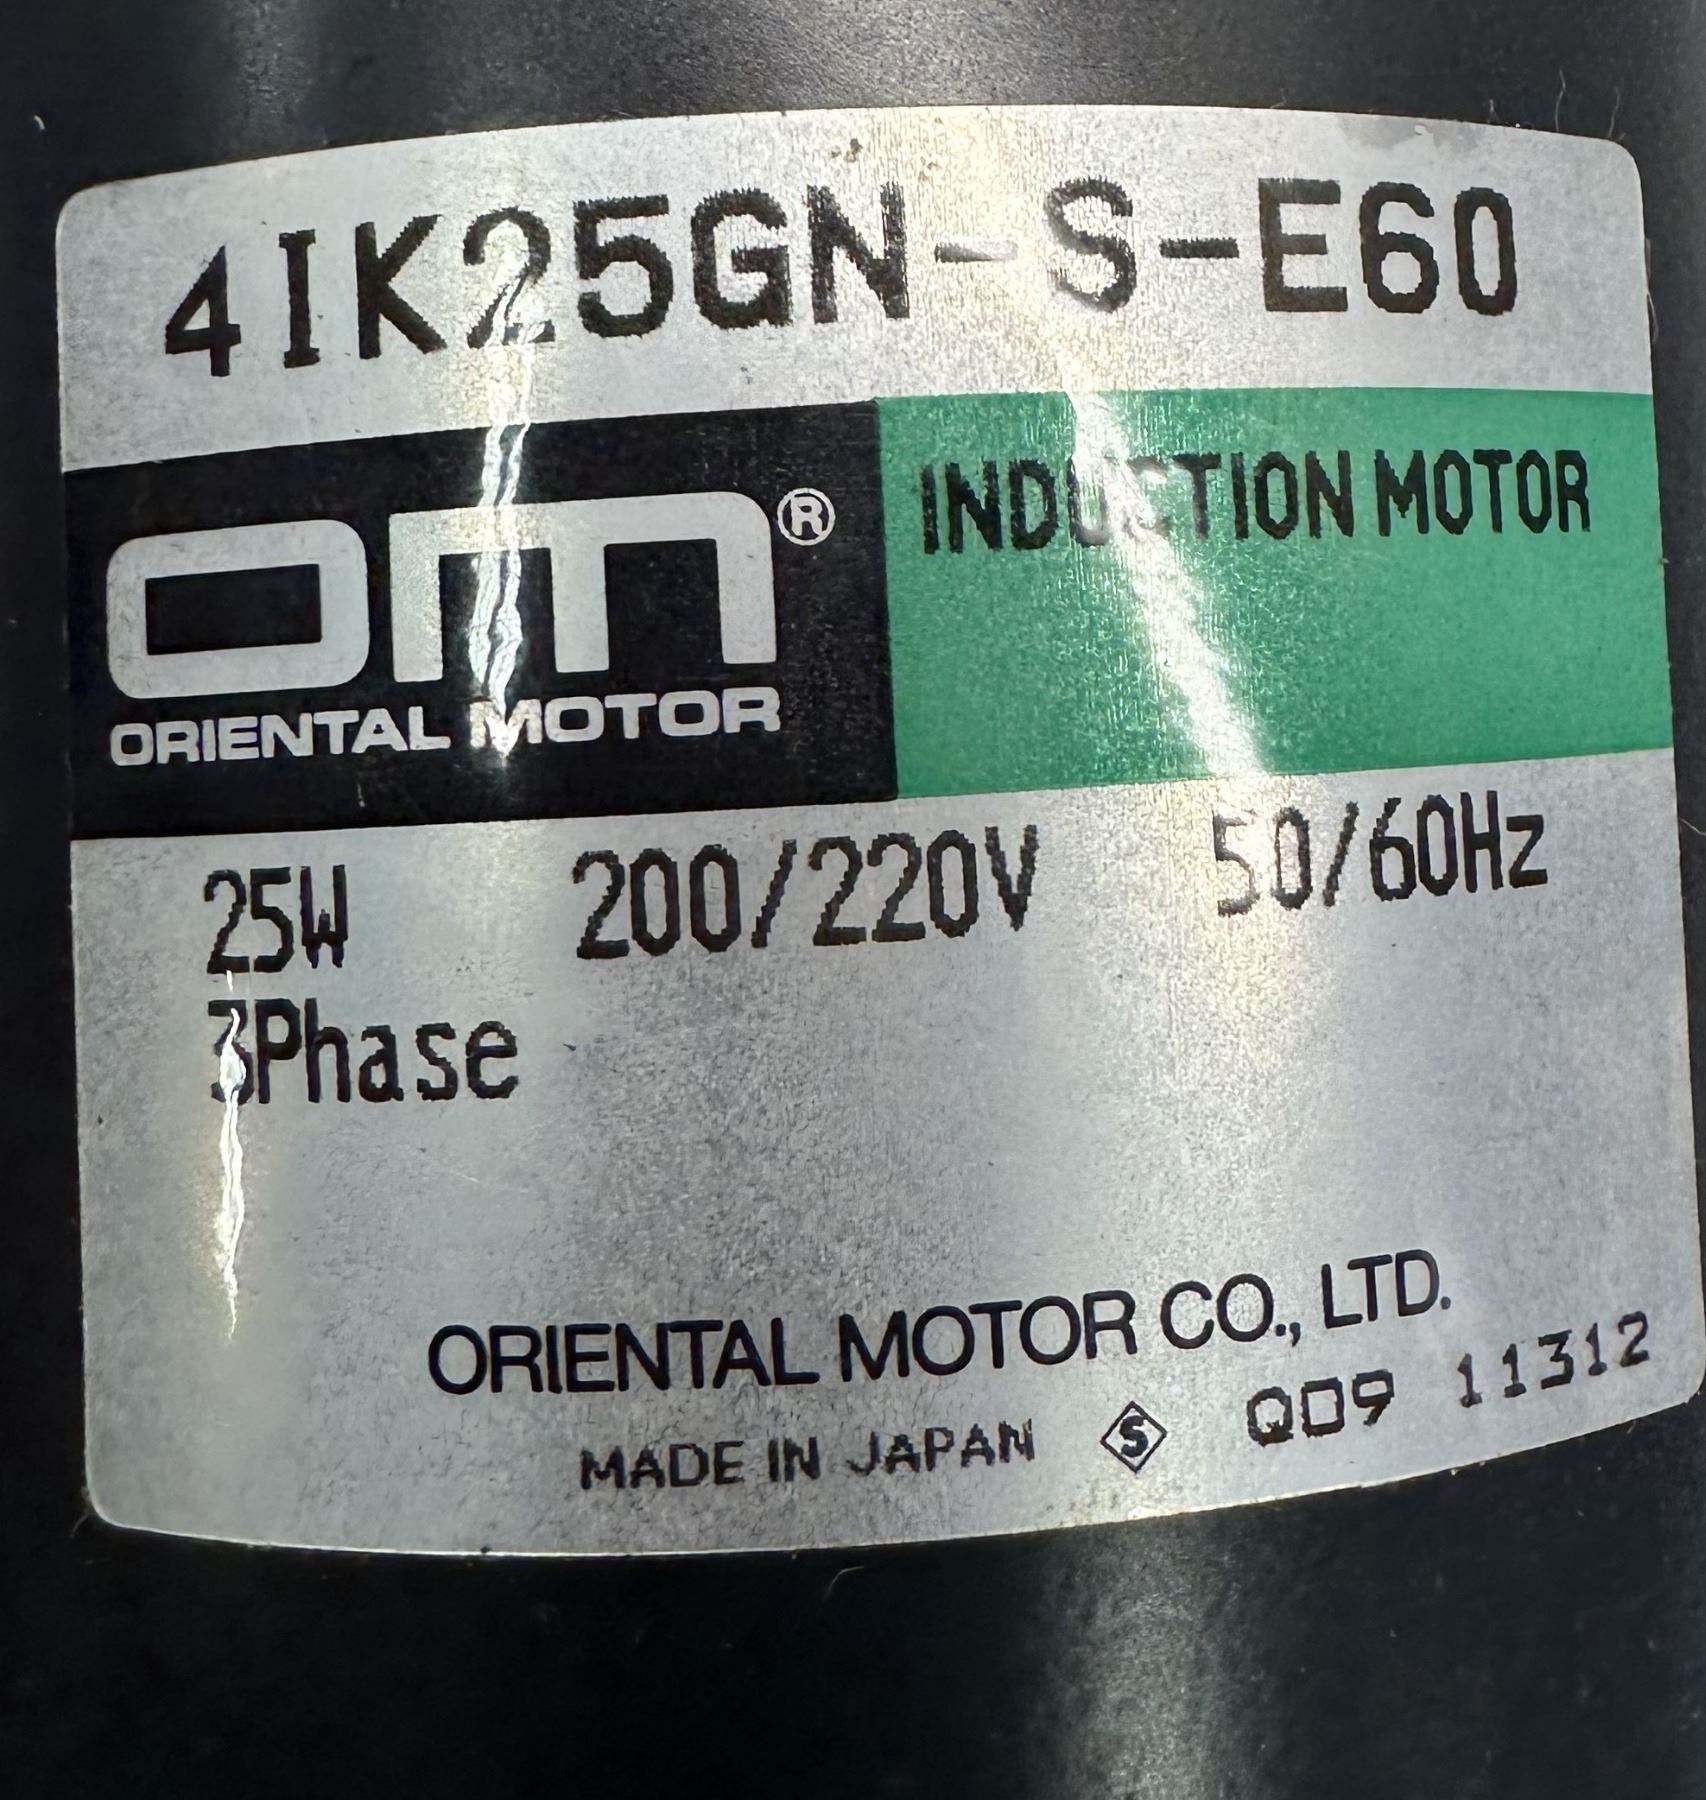 4IK25GN-S-E60
om®
ORIENTAL MOTOR
INDUCTION MOTOR
25W 200/220V 50/60Hz
3Phase
ORIENTAL MOTOR CO., LTD.
MADE IN JAPAN S Q09 11312